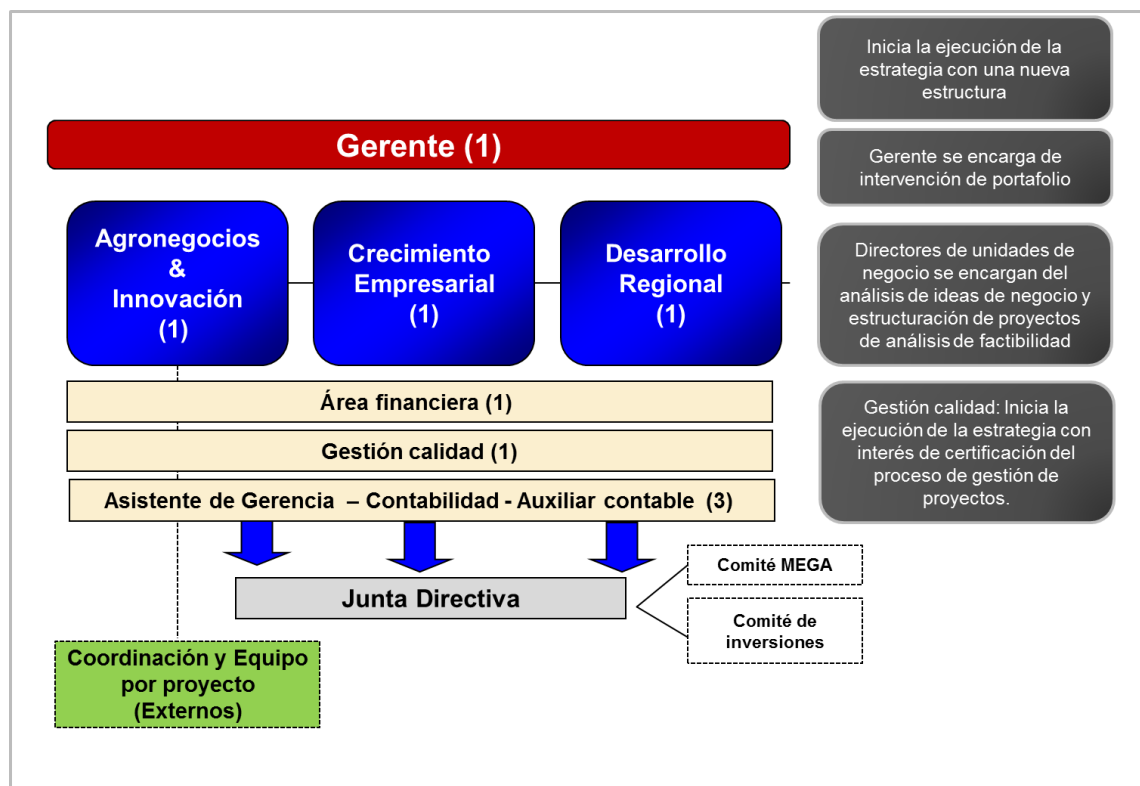 Gerente (1)
Agronegocios
&
Innovación
(1)
Crecimiento
Empresarial
(1)
Desarrollo
Regional
(1)
Área financiera (1)
Gestión calidad (1)
Asistente de Gerencia – Contabilidad - Auxiliar contable (3)
Junta Directiva
Comité MEGA
Comité de
inversiones
Coordinación y Equipo
por proyecto
(Externos)
Inicia la ejecución de la
estrategia con una nueva
estructura
Gerente se encarga de
intervención de portafolio
Directores de unidades de
negocio se encargan del
análisis de ideas de negocio y
estructuración de proyectos
de análisis de factibilidad
Gestión calidad: Inicia la
ejecución de la estrategia con
interés de certificación del
proceso de gestión de
proyectos.